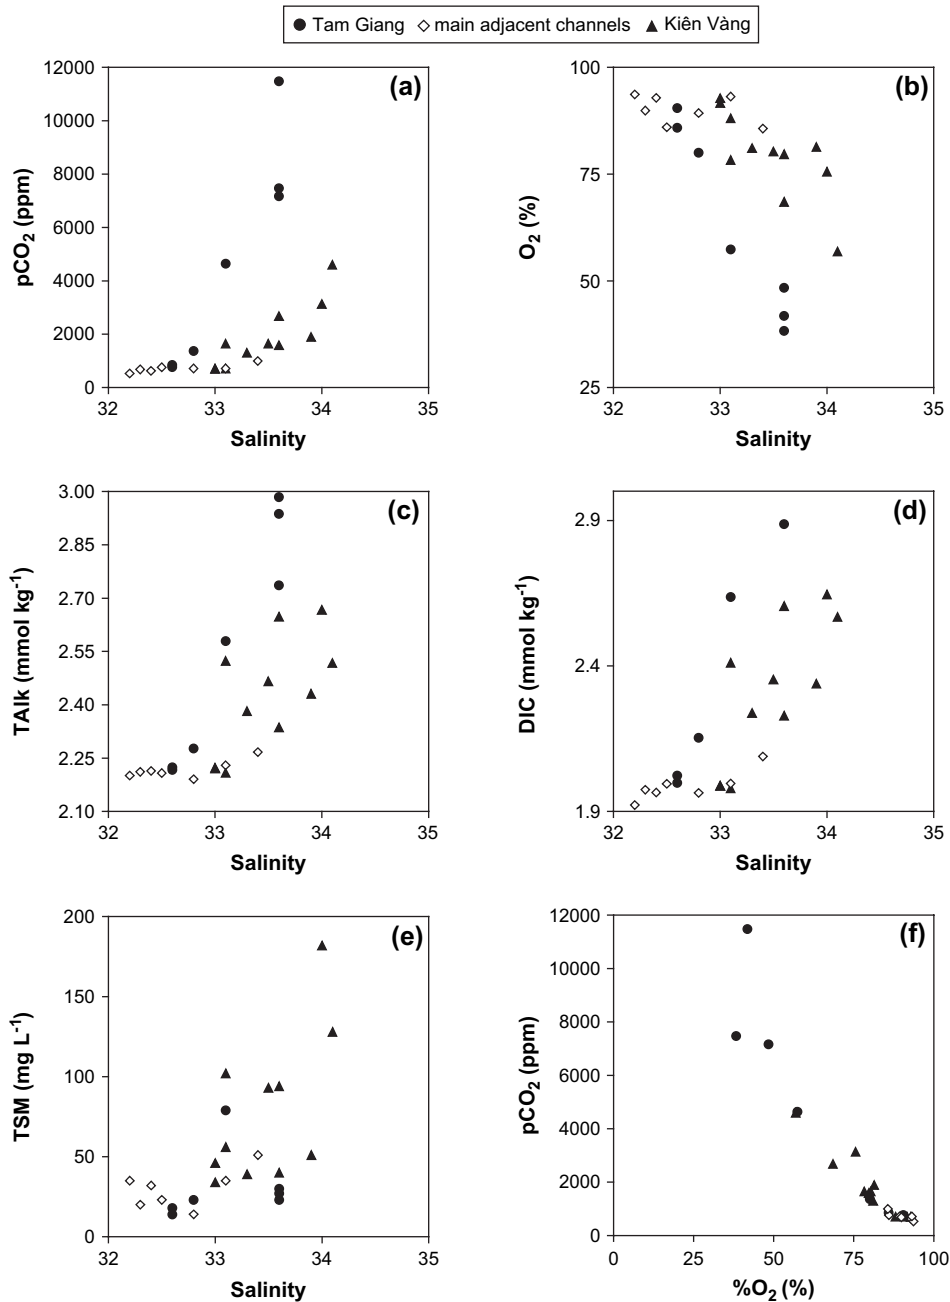 Tam Giang main adjacent channels Kiên Vàng
(a)
pCO2 (ppm)
12000
10000
8000
6000
4000
2000
0
32 33 34 35
Salinity
(b)
O2 (%)
100
75
50
25
32 33 34 35
Salinity
(c)
TAlk (mmol kg-1)
3.00
2.85
2.70
2.55
2.40
2.25
2.10
32 33 34 35
Salinity
(d)
DIC (mmol kg-1)
2.9
2.4
1.9
32 33 34 35
Salinity
(e)
TSM (mg L-1)
200
150
100
50
0
32 33 34 35
Salinity
(f)
pCO2 (ppm)
12000
10000
8000
6000
4000
2000
0
0 25 50 75 100
%O2 (%)